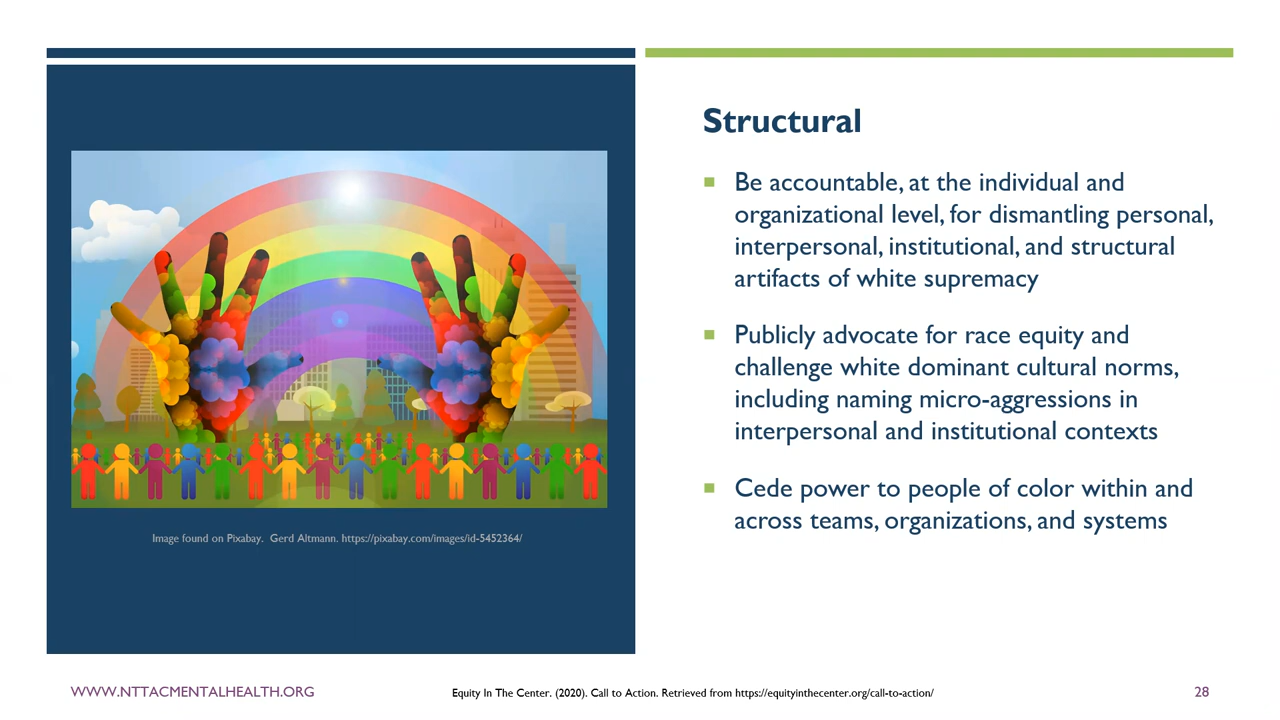 Structural
Be accountable, at the individual and
organizational level, for dismantling personal,
interpersonal, institutional, and structural
artifacts of white supremacy
Publicly advocate for race equity and
challenge white dominant cultural norms,
including naming micro-aggressions in
interpersonal and institutional contexts
Cede power to people of color within and
across teams, organizations, and systems
Image found on Pixabay. Gerd Altmann. https://pixabay.com/images/id-5452364/
WWW.NTTACMENTALHEALTH.ORG
Equity In The Center. (2020). Call to Action. Retrieved from https://equityinthecenter.org/call-to-action/
28